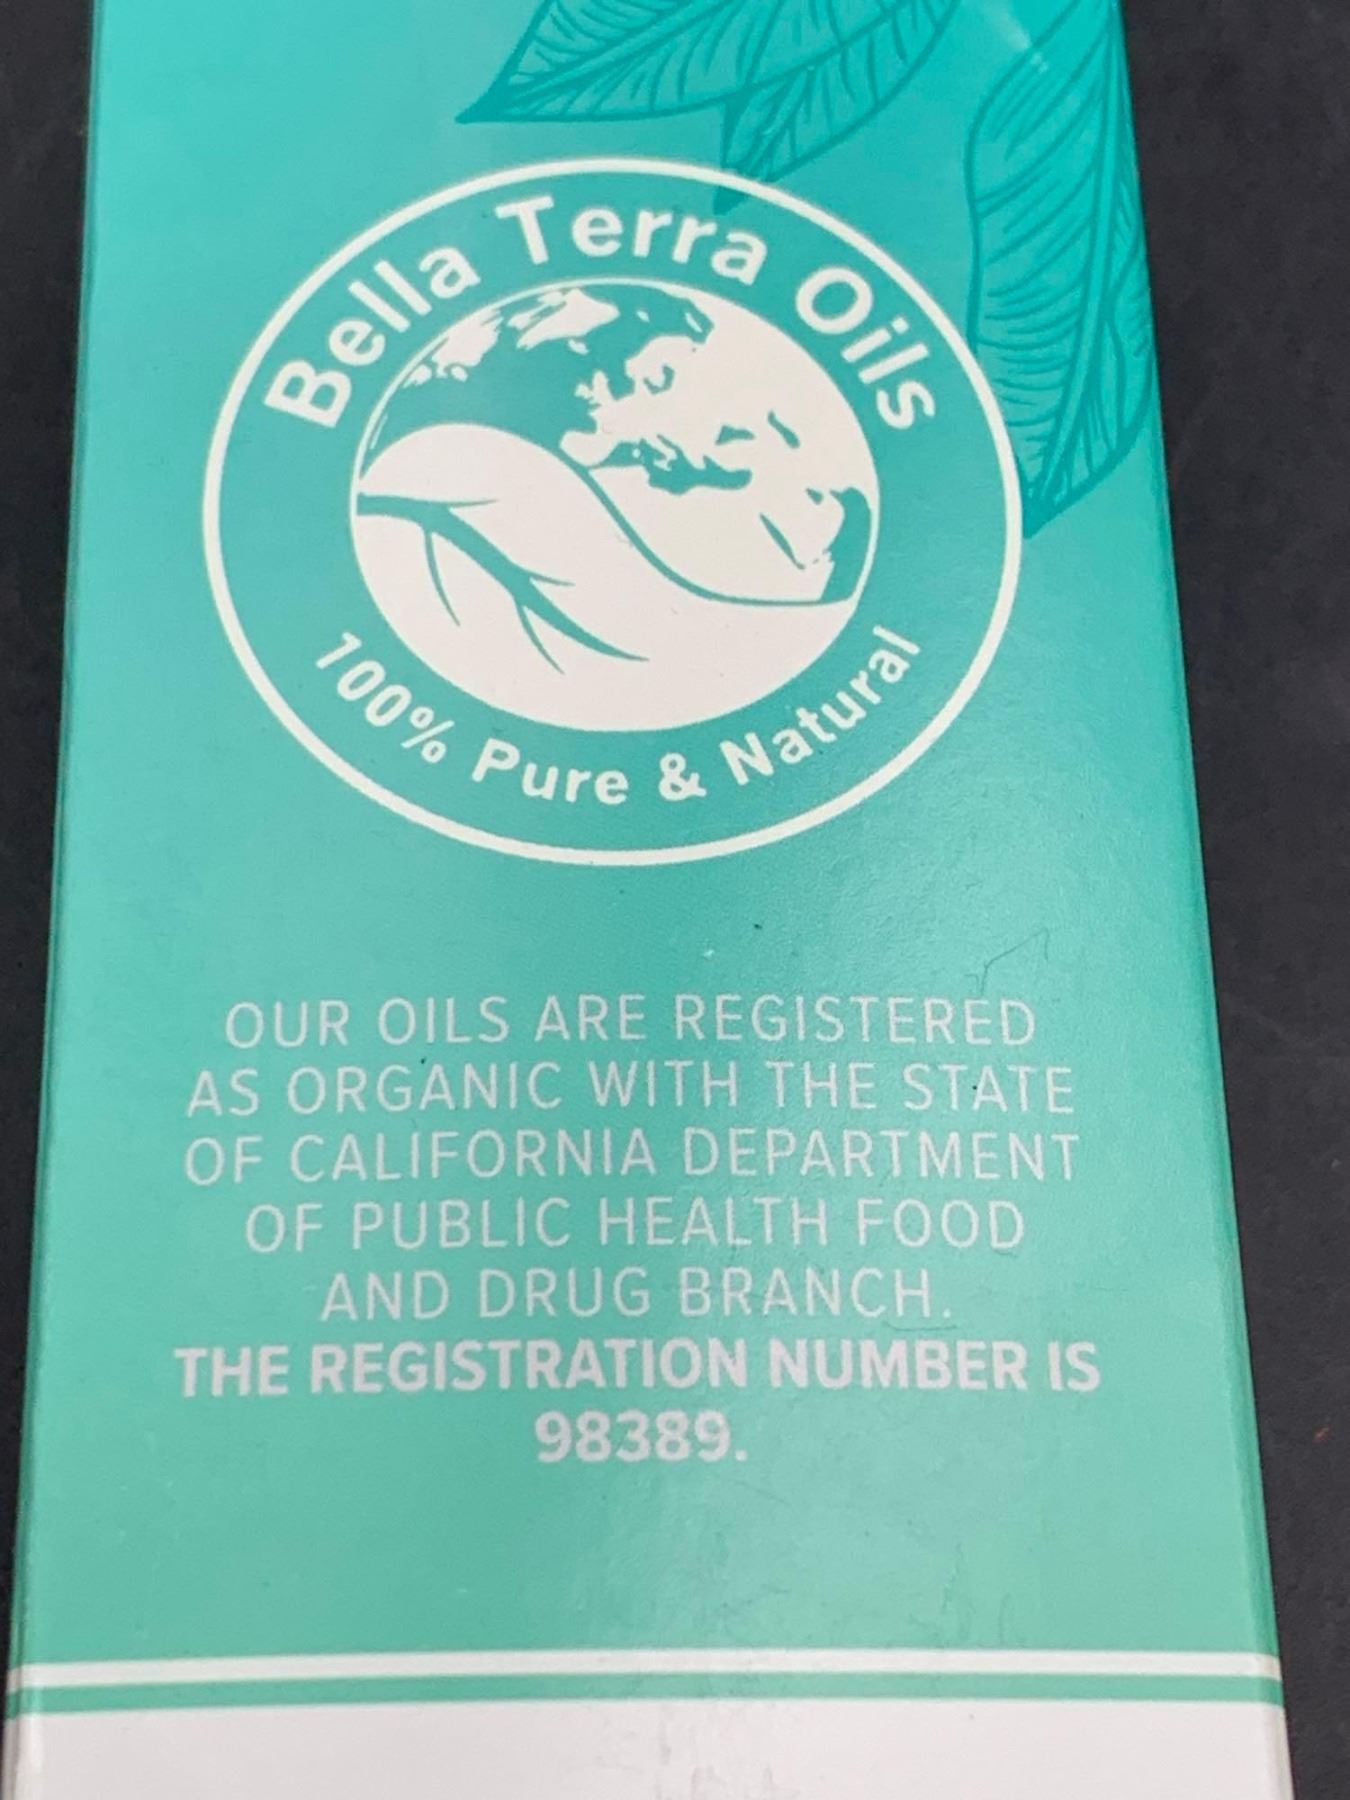 Bella Terra Oils
100% Pure & Natural
OUR OILS ARE REGISTERED
AS ORGANIC WITH THE STATE
OF CALIFORNIA DEPARTMENT
OF PUBLIC HEALTH FOOD
AND DRUG BRANCH.
THE REGISTRATION NUMBER IS
98389.